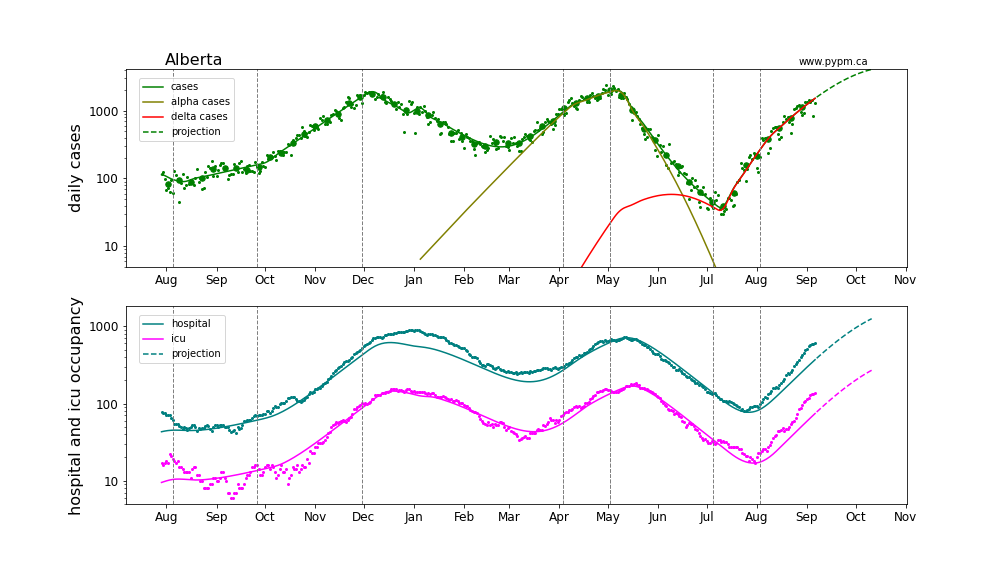 Alberta
www.pypm.ca
daily cases
1000
100
10
cases
alpha cases
delta cases
projection
Aug Sep Oct Nov Dec Jan Feb Mar Apr May Jun Jul Aug Sep Oct Nov
hospital and icu occupancy
1000
100
10
hospital
icu
projection
Aug Sep Oct Nov Dec Jan Feb Mar Apr May Jun Jul Aug Sep Oct Nov